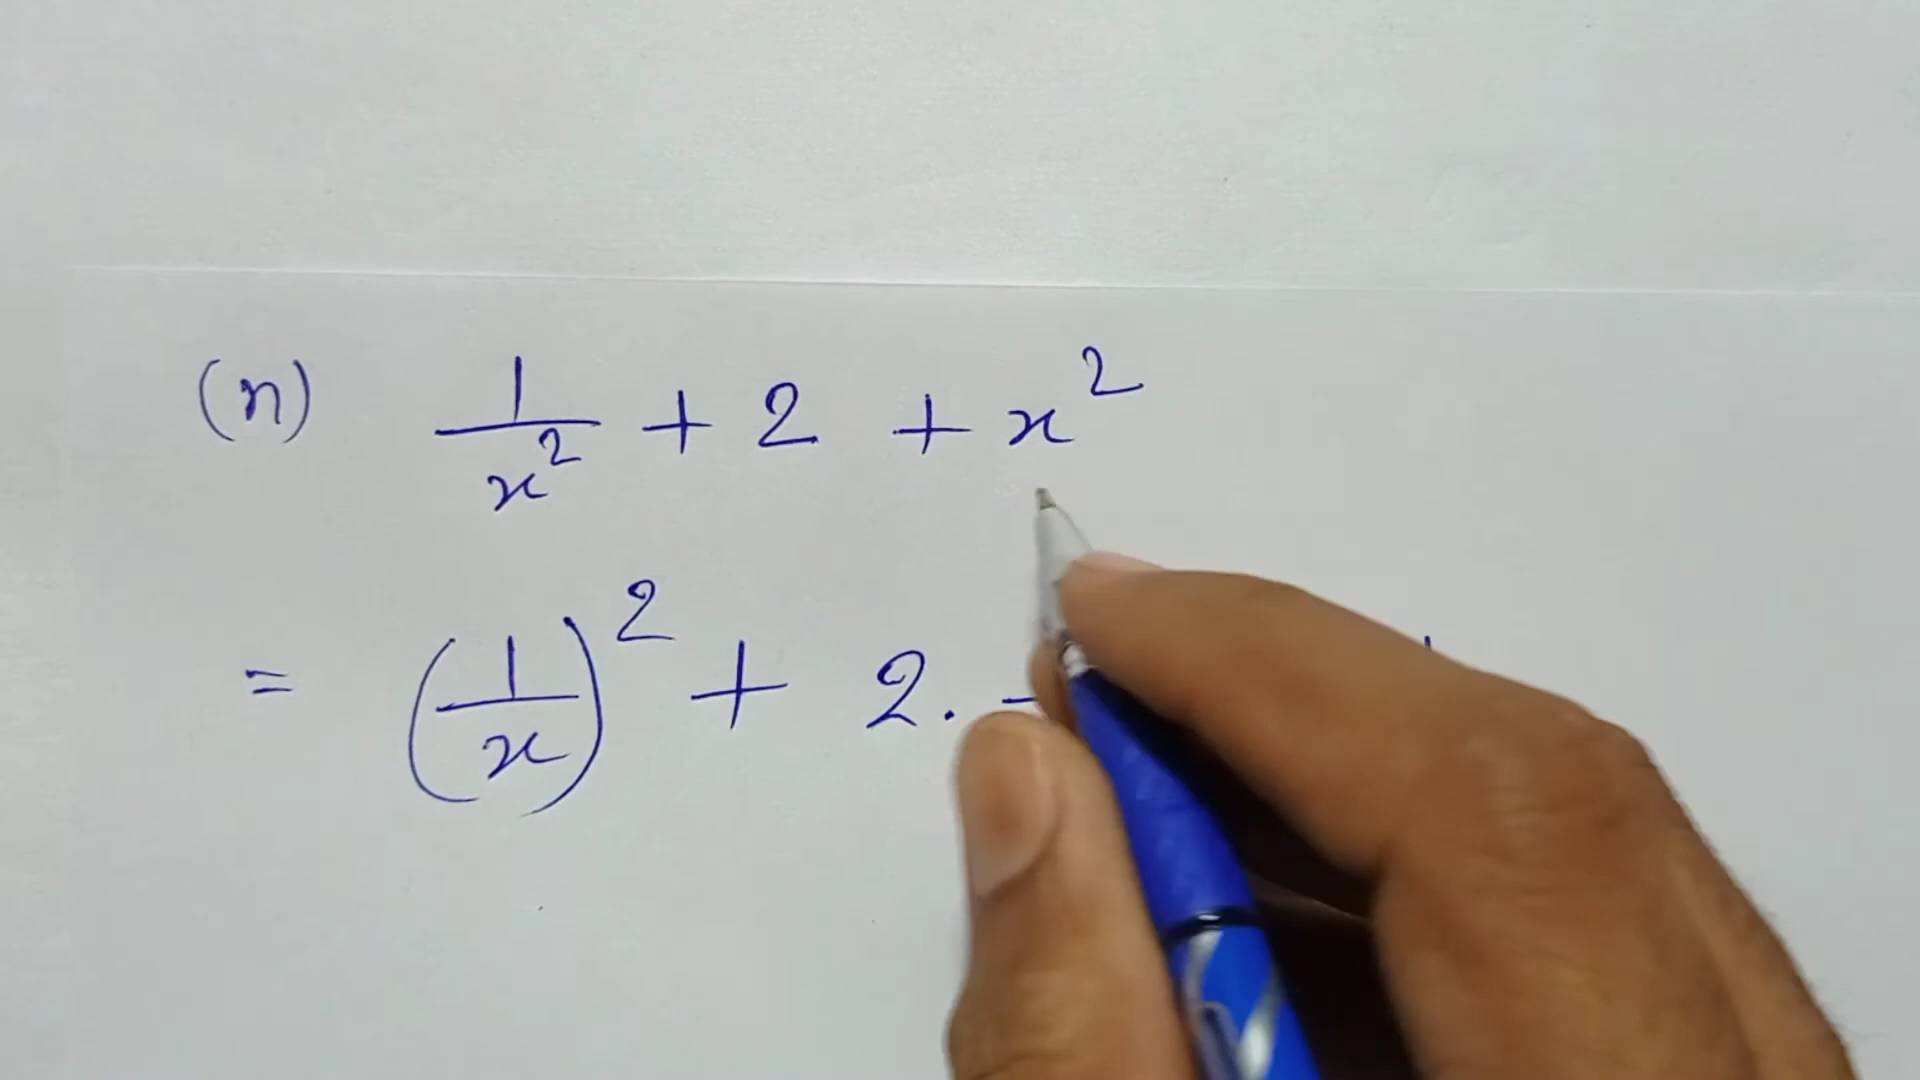 (n) 1/x² + 2 + x²
= (1/x)² + 2.